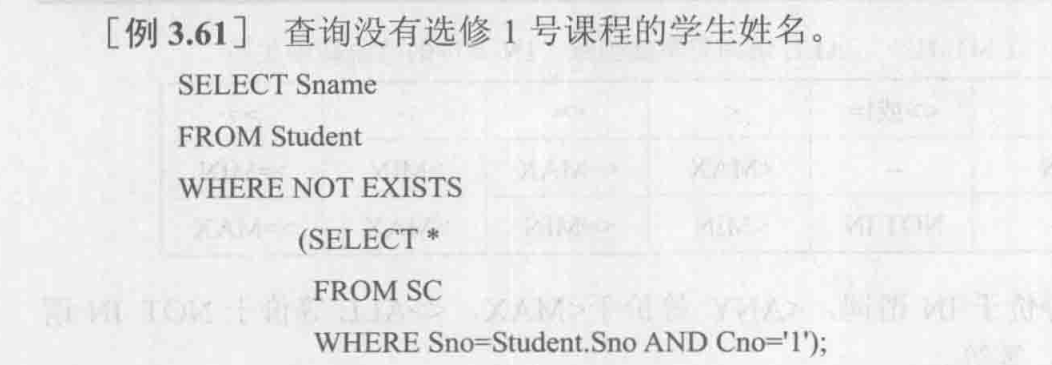 ［例 3.61］ 查询没有选修 1 号课程的学生姓名。
SELECT Sname
FROM Student
WHERE NOT EXISTS
(SELECT *
FROM SC
WHERE Sno=Student.Sno AND Cno='1');